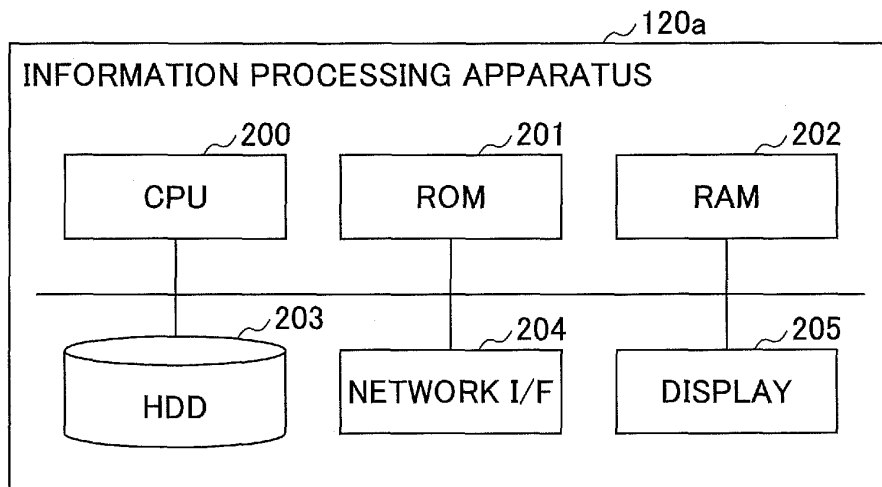 120a
INFORMATION PROCESSING APPARATUS
200
201
202
CPU
ROM
RAM
203
204
205
HDD
NETWORK I/F
DISPLAY